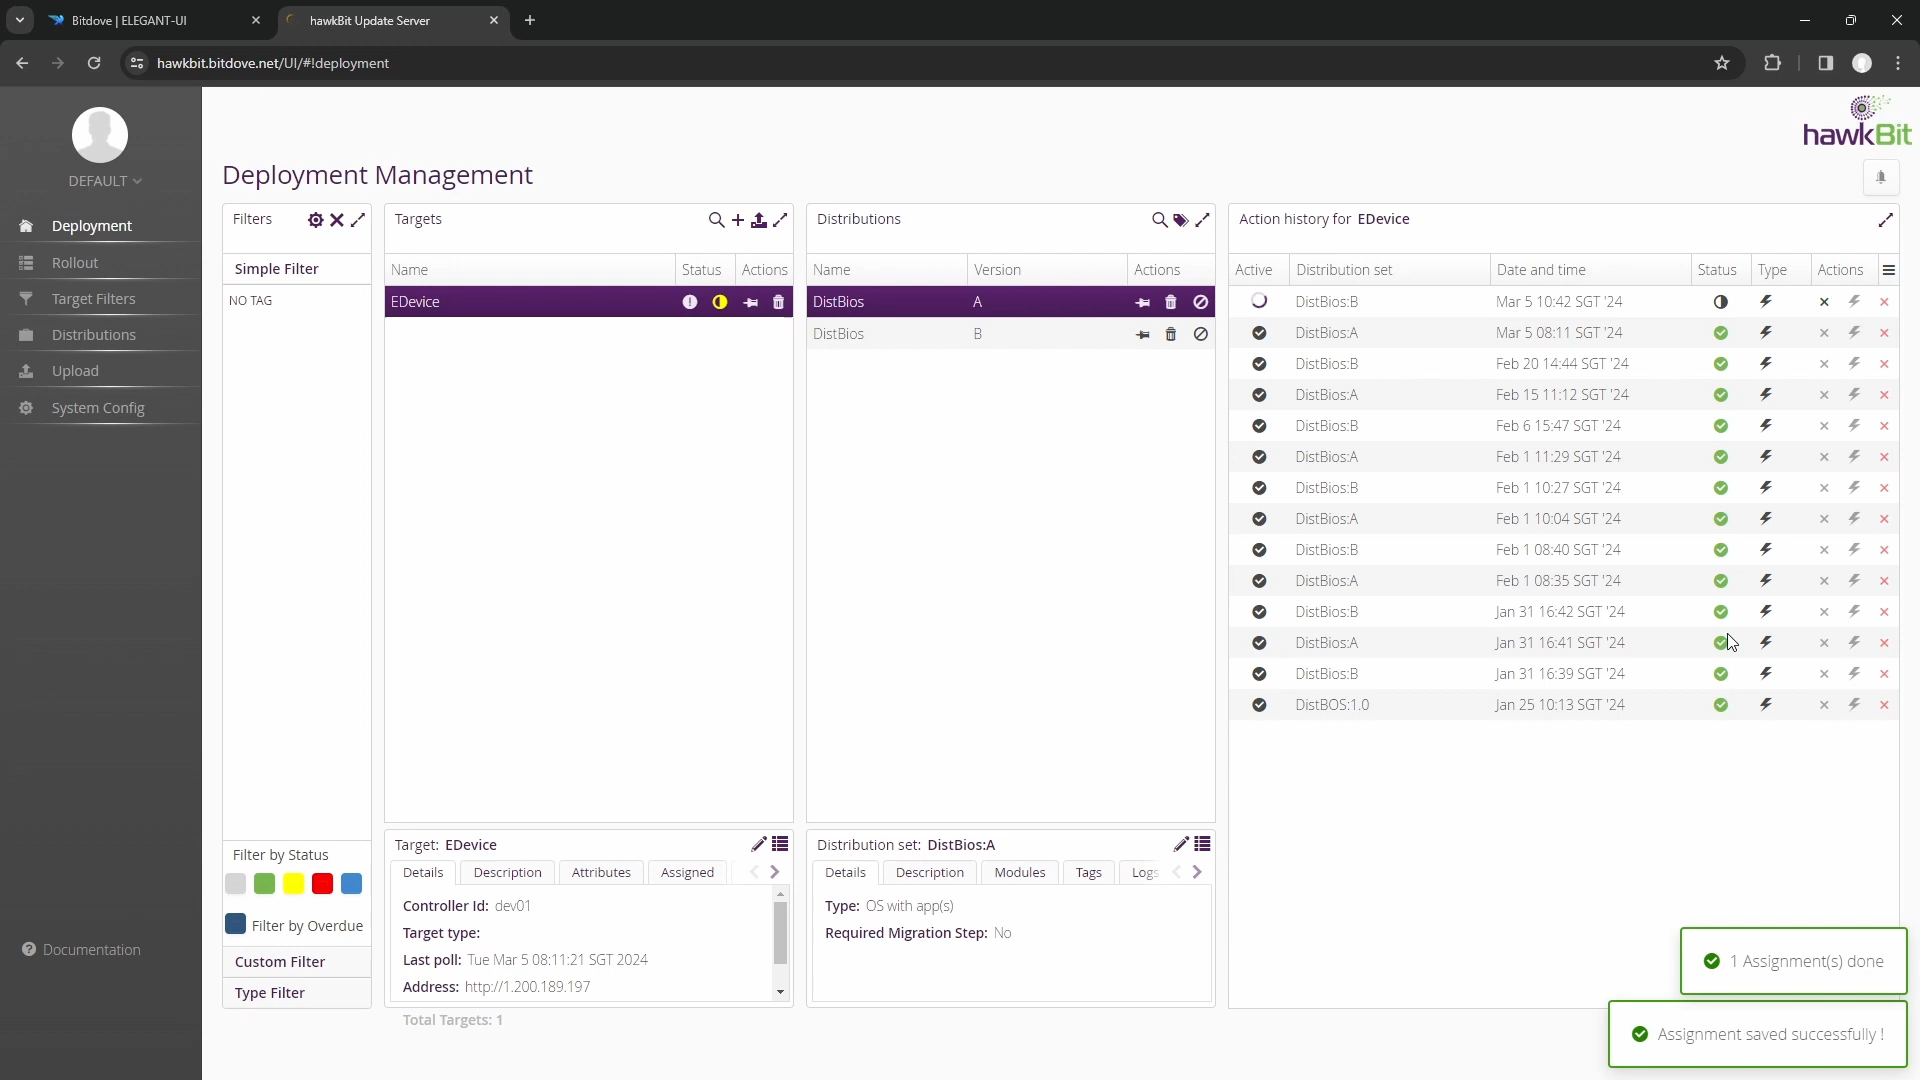 Bitdove | ELEGANT-UI
hawkBit Update Server
hawkbit.bitdove.net/UI/#!deployment
DEFAULT
Deployment
Rollout
Target Filters
Distributions
Upload
System Config
Documentation
hawkBit
Deployment Management
Filters
Simple Filter
NO TAG
Filter by Status
Filter by Overdue
Custom Filter
Type Filter
Targets
Name Status Actions
EDevice
Target: EDevice
Details Description Attributes Assigned
Controller Id: dev01
Target type:
Last poll: Tue Mar 5 08:11:21 SGT 2024
Address: http://1.200.189.197
Total Targets: 1
Distributions
Name Version Actions
DistBios A
DistBios B
Distribution set: DistBios:A
Details Description Modules Tags Logs
Type: OS with app(s)
Required Migration Step: No
Action history for EDevice
Active Distribution set Date and time Status Type Actions
DistBios:B Mar 5 10:42 SGT '24
DistBios:A Mar 5 08:11 SGT '24
DistBios:B Feb 20 14:44 SGT '24
DistBios:A Feb 15 11:12 SGT '24
DistBios:B Feb 6 15:47 SGT '24
DistBios:A Feb 1 11:29 SGT '24
DistBios:B Feb 1 10:27 SGT '24
DistBios:A Feb 1 10:04 SGT '24
DistBios:B Feb 1 08:40 SGT '24
DistBios:A Feb 1 08:35 SGT '24
DistBios:B Jan 31 16:42 SGT '24
DistBios:A Jan 31 16:41 SGT '24
DistBios:B Jan 31 16:39 SGT '24
DistBOS:1.0 Jan 25 10:13 SGT '24
1 Assignment(s) done
Assignment saved successfully !